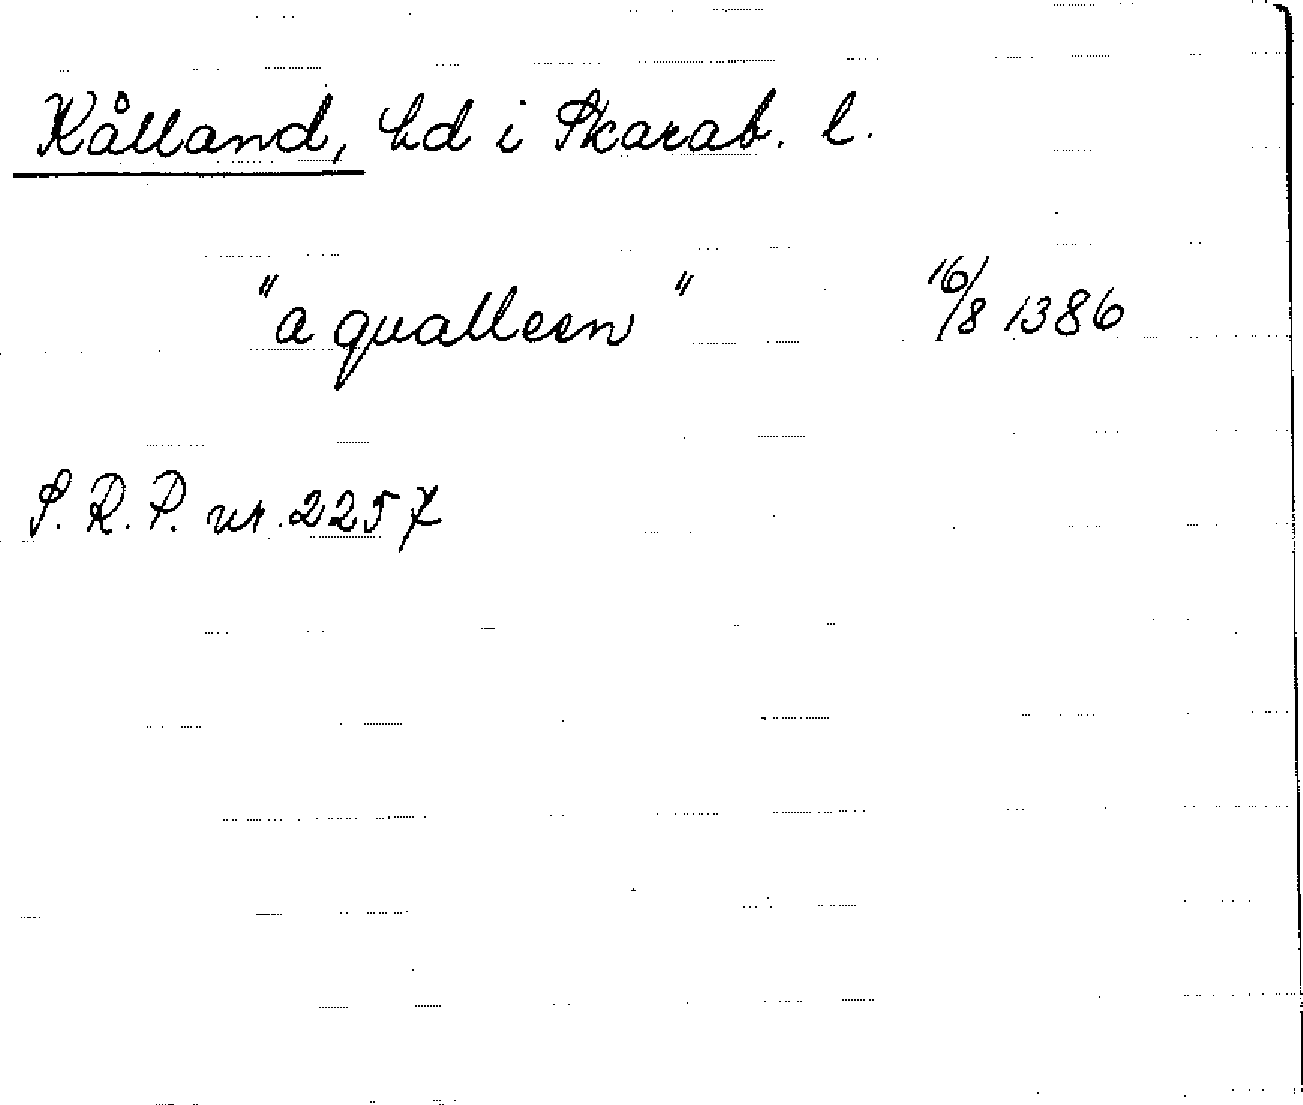 Kålland, hd i Skarab. l.
"a qualleen" 16/8 1386
S. R. P. nr. 2257